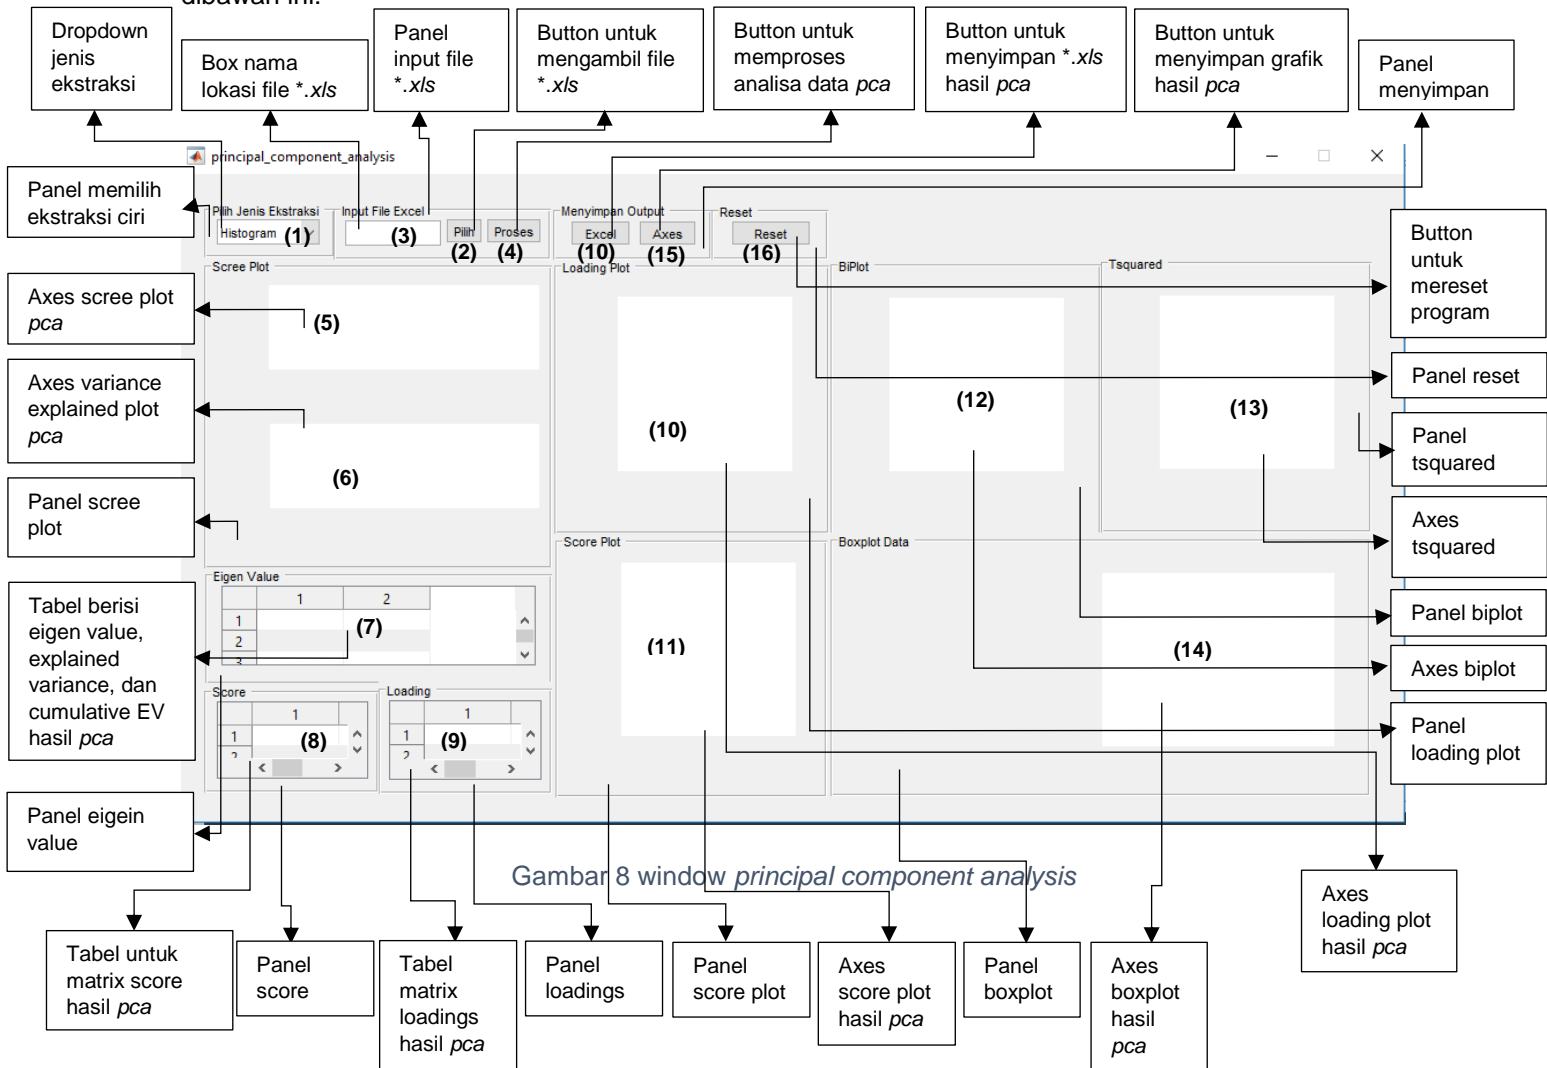 dibawah ini.
Dropdown
jenis
ekstraksi
Box nama
lokasi file *.xls
Panel
input file
*.xls
Button untuk
mengambil file
*.xls
Button untuk
memproses
analisa data pca
Button untuk
menyimpan *.xls
hasil pca
Button untuk
menyimpan grafik
hasil pca
Panel
menyimpan
principal_component_analysis
Panel memilih
ekstraksi ciri
Pilih Jenis Ekstraksi
Histogram (1)
Input File Excel
(3)
Pilih
(2)
Proses
(4)
Menyimpan Output
Excel
(10)
Axes
(15)
Reset
Reset
(16)
Button
untuk
mereset
program
Scree Plot
(5)
(6)
Loading Plot
(10)
BiPlot
(12)
Tsquared
(13)
Axes scree plot
pca
Axes variance
explained plot
pca
Panel scree
plot
Panel reset
Panel
tsquared
Axes
tsquared
Score Plot
(11)
Boxplot Data
(14)
Eigen Value
1 2
1
2
3
(7)
Tabel berisi
eigen value,
explained
variance, dan
cumulative EV
hasil pca
Panel biplot
Axes biplot
Panel
loading plot
Score
1
1
2
(8)
Loading
1
1
2
(9)
Panel eigein
value
Gambar 8 window principal component analysis
Axes
loading plot
hasil pca
Tabel untuk
matrix score
hasil pca
Panel
score
Tabel
matrix
loadings
hasil pca
Panel
loadings
Panel
score plot
Axes
score plot
hasil pca
Panel
boxplot
Axes
boxplot
hasil
pca